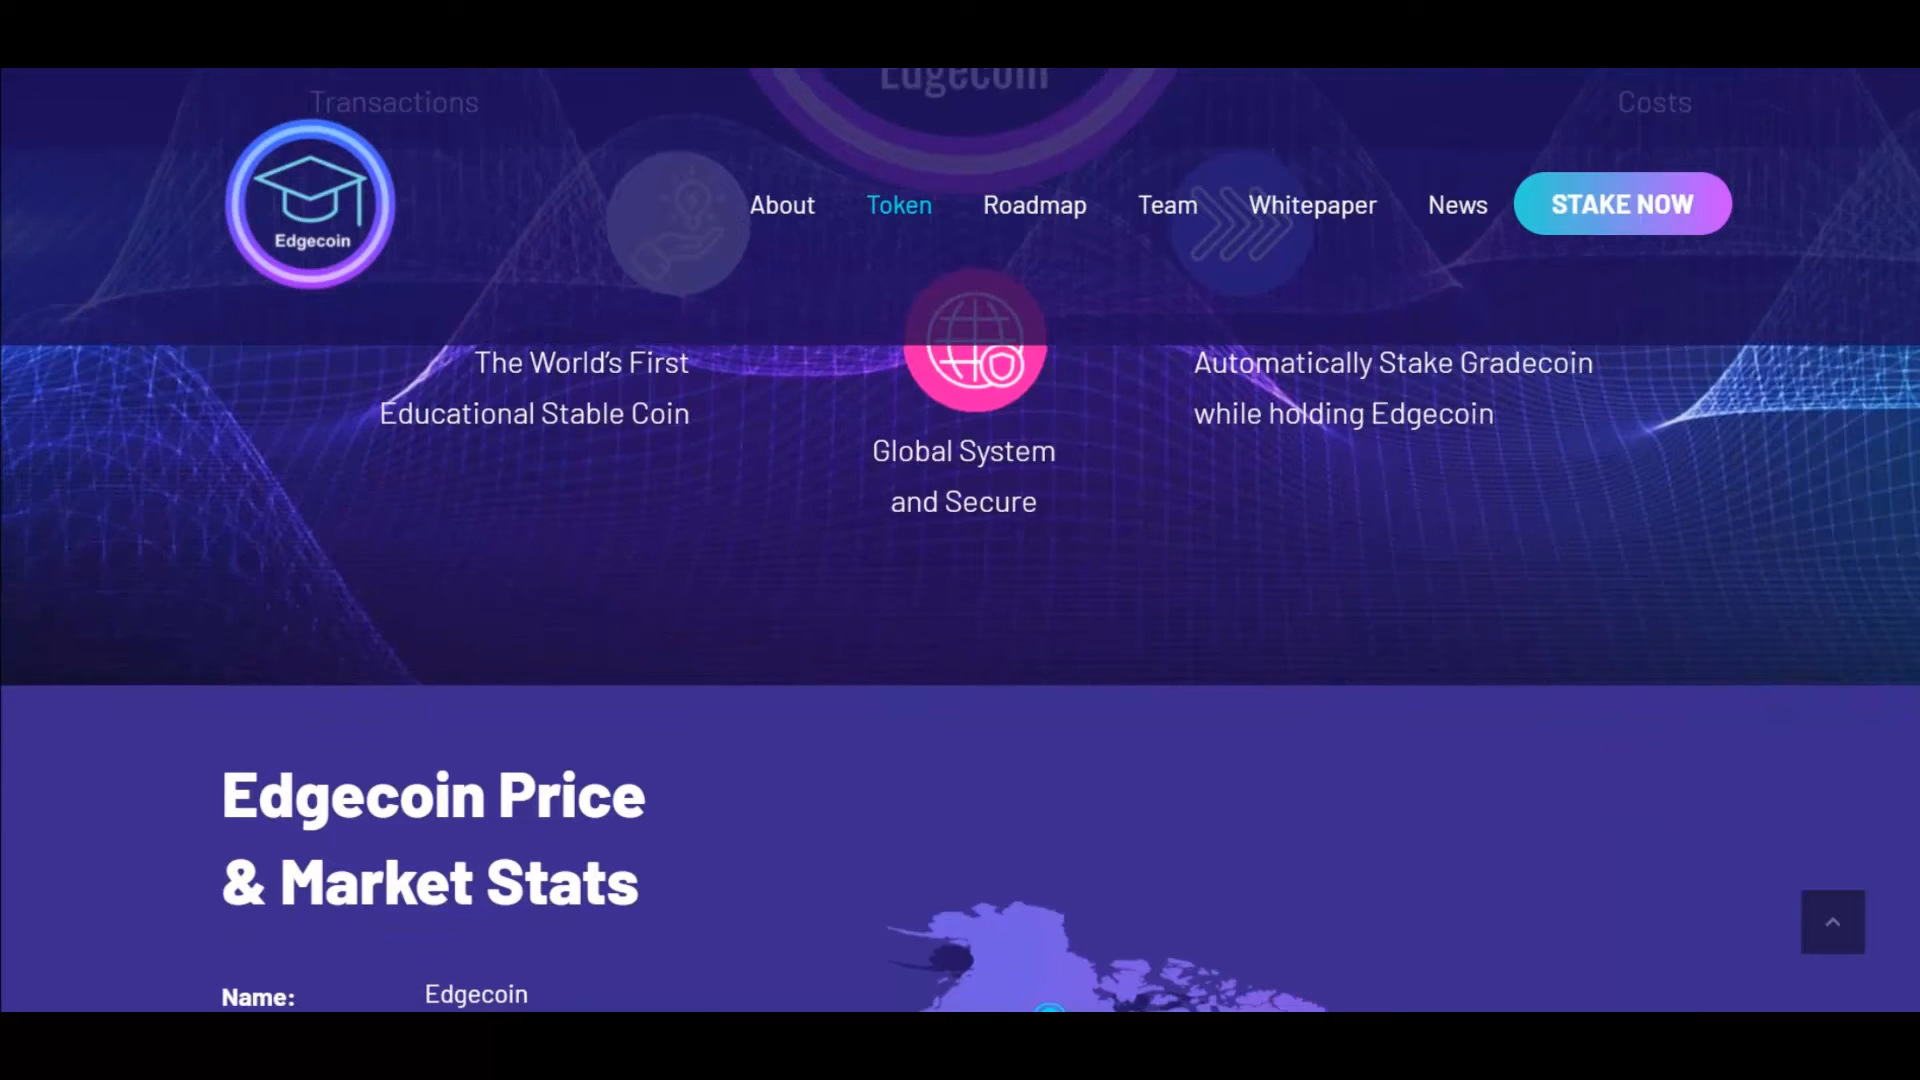 Edgecoin
Transactions
Costs
Edgecoin
About
Token
Roadmap
Team
Whitepaper
News
STAKE NOW
The World’s First
Educational Stable Coin
Global System
and Secure
Automatically Stake Gradecoin
while holding Edgecoin
Edgecoin Price
& Market Stats
Name:
Edgecoin